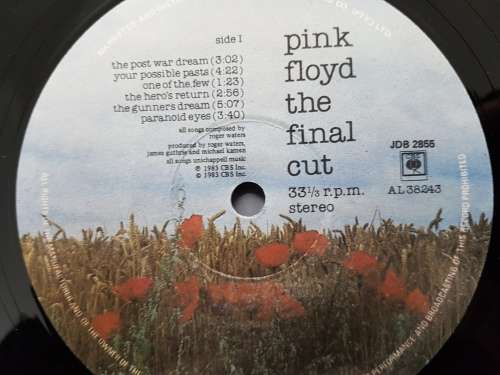 side 1
the post war dream (3:02)
your possible pasts (4:22)
one of the few (1:23)
the hero's return (2:56)
the gunners dream (5:07)
paranoid eyes (3:40)
all songs composed by
roger waters
produced by roger waters,
james guthrie and michael kamen
all songs unichappell music
℗ 1983 CBS Inc.
© 1983 CBS Inc.
pink
floyd
the
final
cut
33⅓ r.p.m.
stereo
JDB 2855
AL 38243
PERFORMANCE AND BROADCASTING OF THIS RECORD PROHIBITED
OWNER OF THE